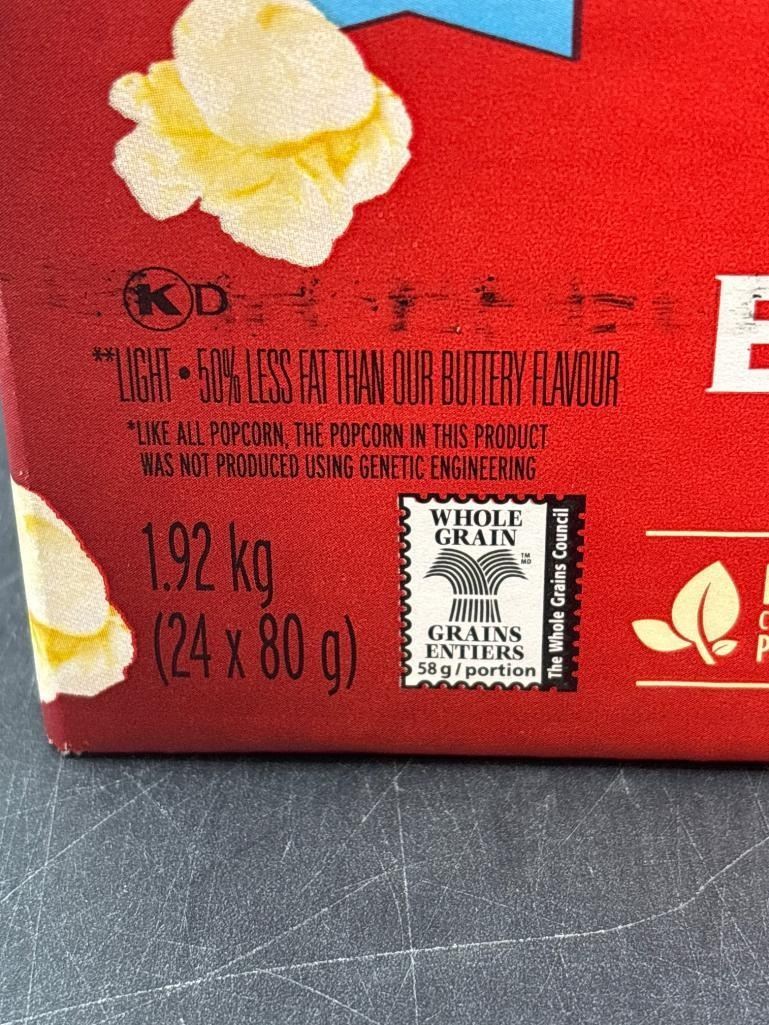 K D
**LIGHT • 50% LESS FAT THAN OUR BUTTERY FLAVOUR
*LIKE ALL POPCORN, THE POPCORN IN THIS PRODUCT
WAS NOT PRODUCED USING GENETIC ENGINEERING
1.92 kg
(24 x 80 g)
WHOLE
GRAIN
TM
MD
GRAINS
ENTIERS
58 g / portion
The Whole Grains Council